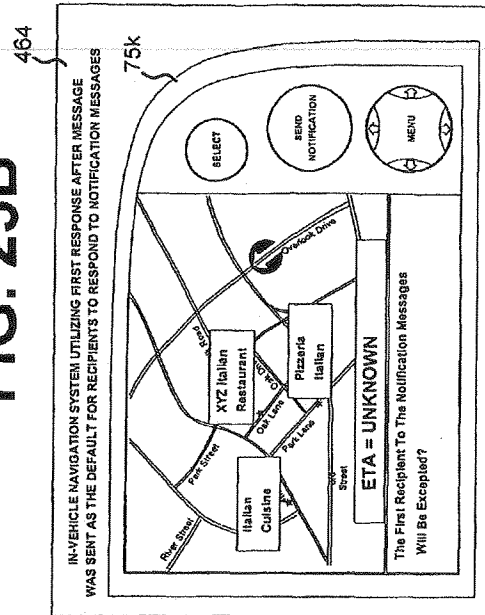 464
IN-VEHICLE NAVIGATION SYSTEM UTILIZING FIRST RESPONSE AFTER MESSAGE
WAS SENT AS THE DEFAULT FOR RECIPIENTS TO RESPOND TO NOTIFICATION MESSAGES
75k
SELECT
SEND
NOTIFICATION
MENU
River Street
Park Street
Road
Overlook Drive
XYZ Italian
Restaurant
Oak Lane
Park Lane
Italian
Cuisine
Pizzeria
Italian
Street
ETA = UNKNOWN
The First Recipient To The Notification Messages
Will Be Excepted?